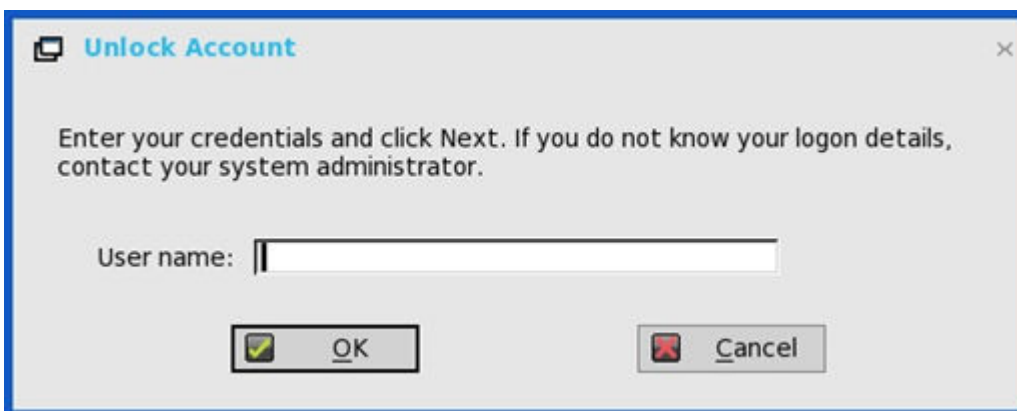 Unlock Account
Enter your credentials and click Next. If you do not know your logon details,
contact your system administrator.
User name:
OK Cancel